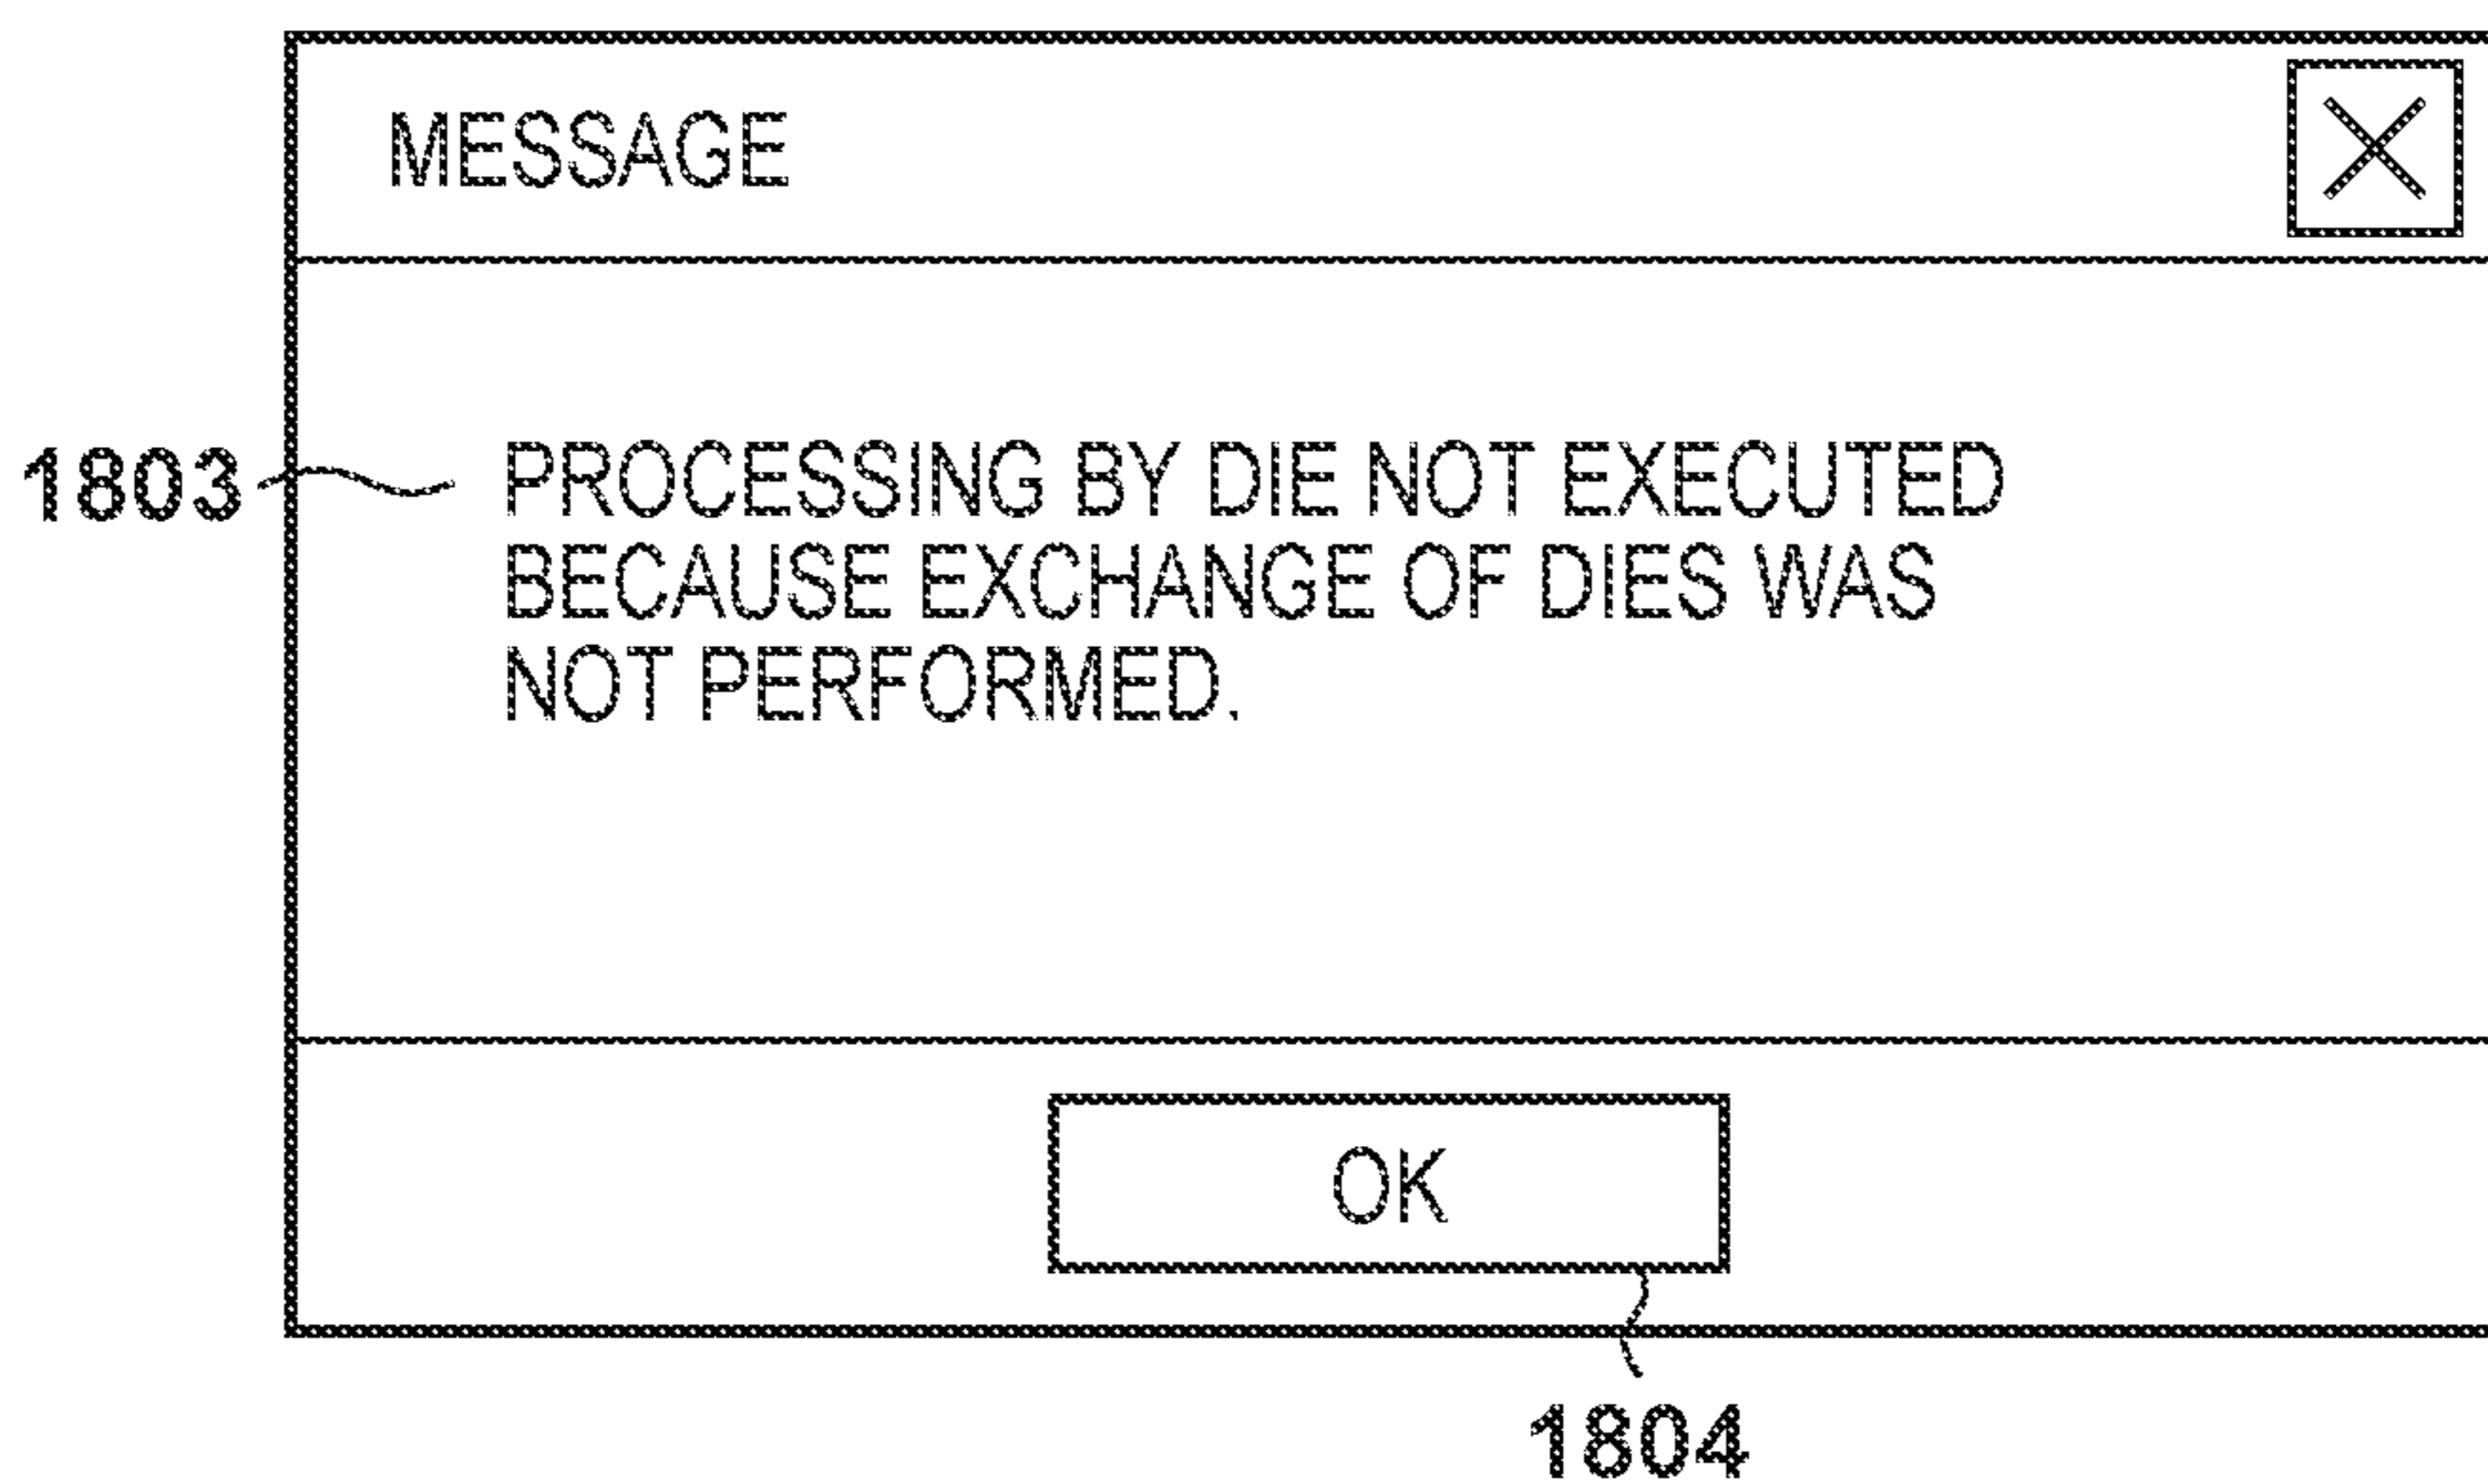 MESSAGE
1803
PROCESSING BY DIE NOT EXECUTED
BECAUSE EXCHANGE OF DIES WAS
NOT PERFORMED.
OK
1804